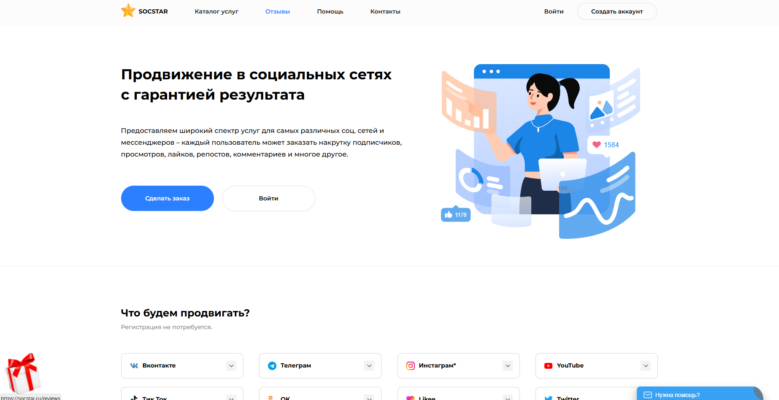 SOCSTAR Каталог услуг Отзывы Помощь Контакты Войти Создать аккаунт
Продвижение в социальных сетях
с гарантией результата
Предоставляем широкий спектр услуг для самых различных соц. сетей и
мессенджеров – каждый пользователь может заказать накрутку подписчиков,
просмотров, лайков, репостов, комментариев и многое другое.
Сделать заказ Войти
1584
1178
Что будем продвигать?
Регистрация не потребуется.
Вконтакте Телеграм Инстаграм* YouTube
Тик Ток ОК Likee Twitter
Нужна помощь?
https://socstar.ru/reviews